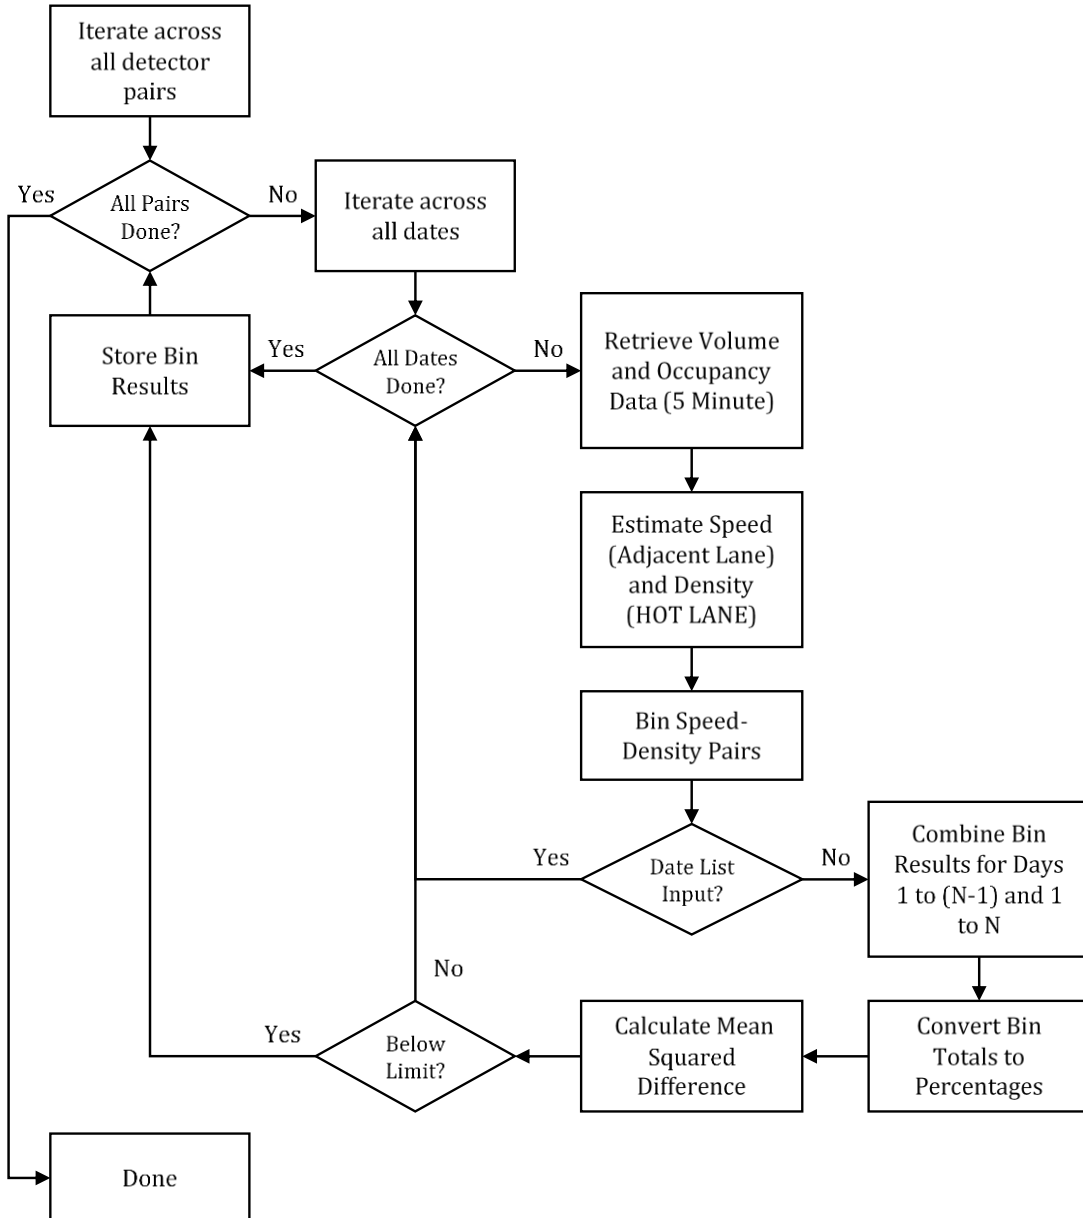 Iterate across
all detector
pairs
Yes
All Pairs
Done?
No
Iterate across
all dates
Store Bin
Results
Yes
All Dates
Done?
No
Retrieve Volume
and Occupancy
Data (5 Minute)
Estimate Speed
(Adjacent Lane)
and Density
(HOT LANE)
Bin Speed-
Density Pairs
Yes
Date List
Input?
No
Combine Bin
Results for Days
1 to (N-1) and 1
to N
No
Yes
Below
Limit?
Calculate Mean
Squared
Difference
Convert Bin
Totals to
Percentages
Done